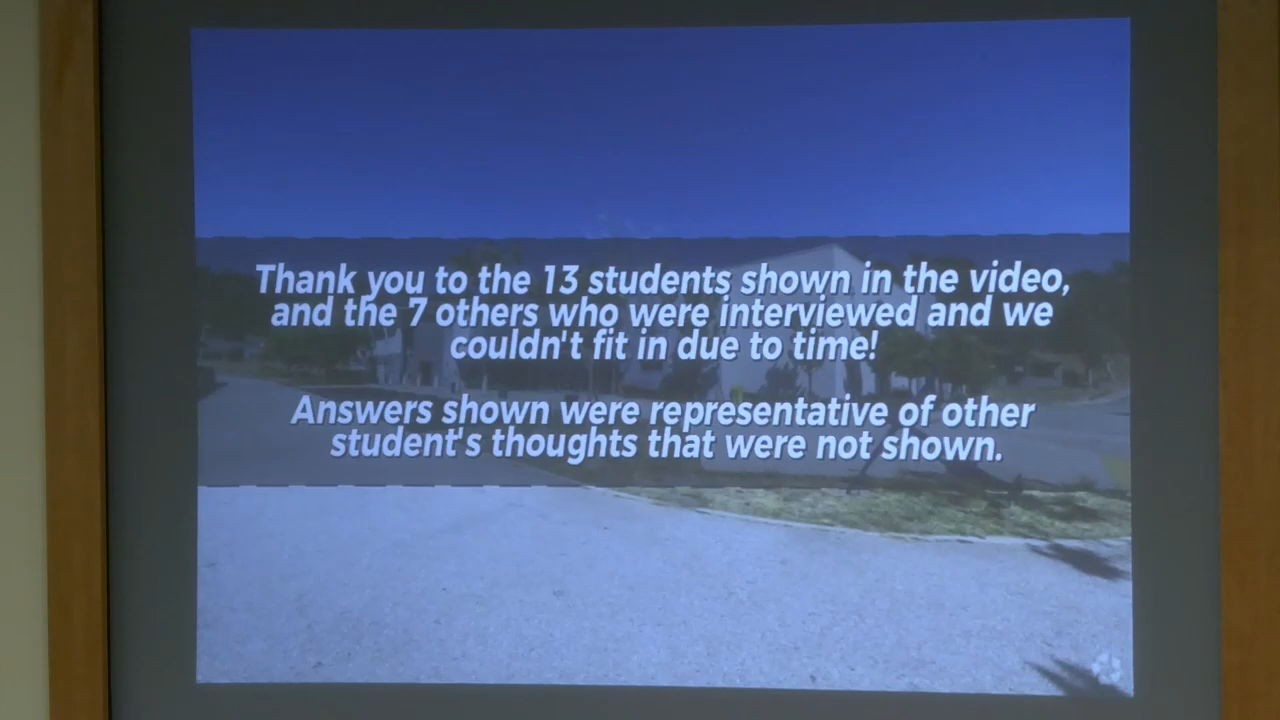 Thank you to the 13 students shown in the video,
and the 7 others who were interviewed and we
couldn't fit in due to time!
Answers shown were representative of other
student's thoughts that were not shown.